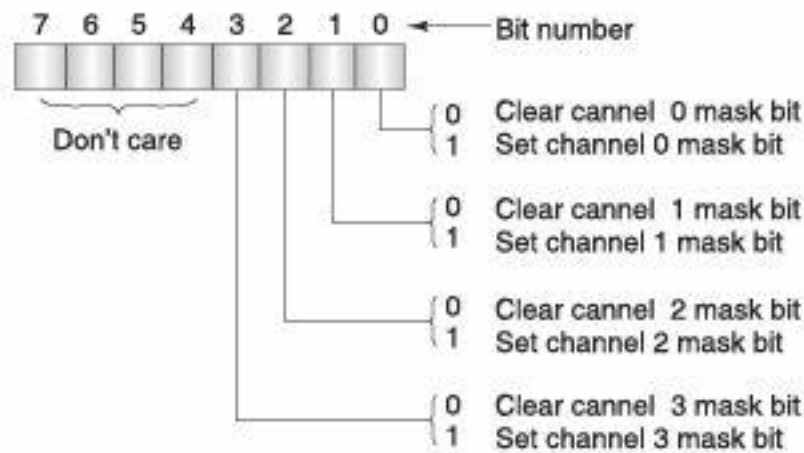 7 6 5 4 3 2 1 0 Bit number
Don't care
0 Clear cannel 0 mask bit
1 Set channel 0 mask bit
0 Clear cannel 1 mask bit
1 Set channel 1 mask bit
0 Clear cannel 2 mask bit
1 Set channel 2 mask bit
0 Clear cannel 3 mask bit
1 Set channel 3 mask bit